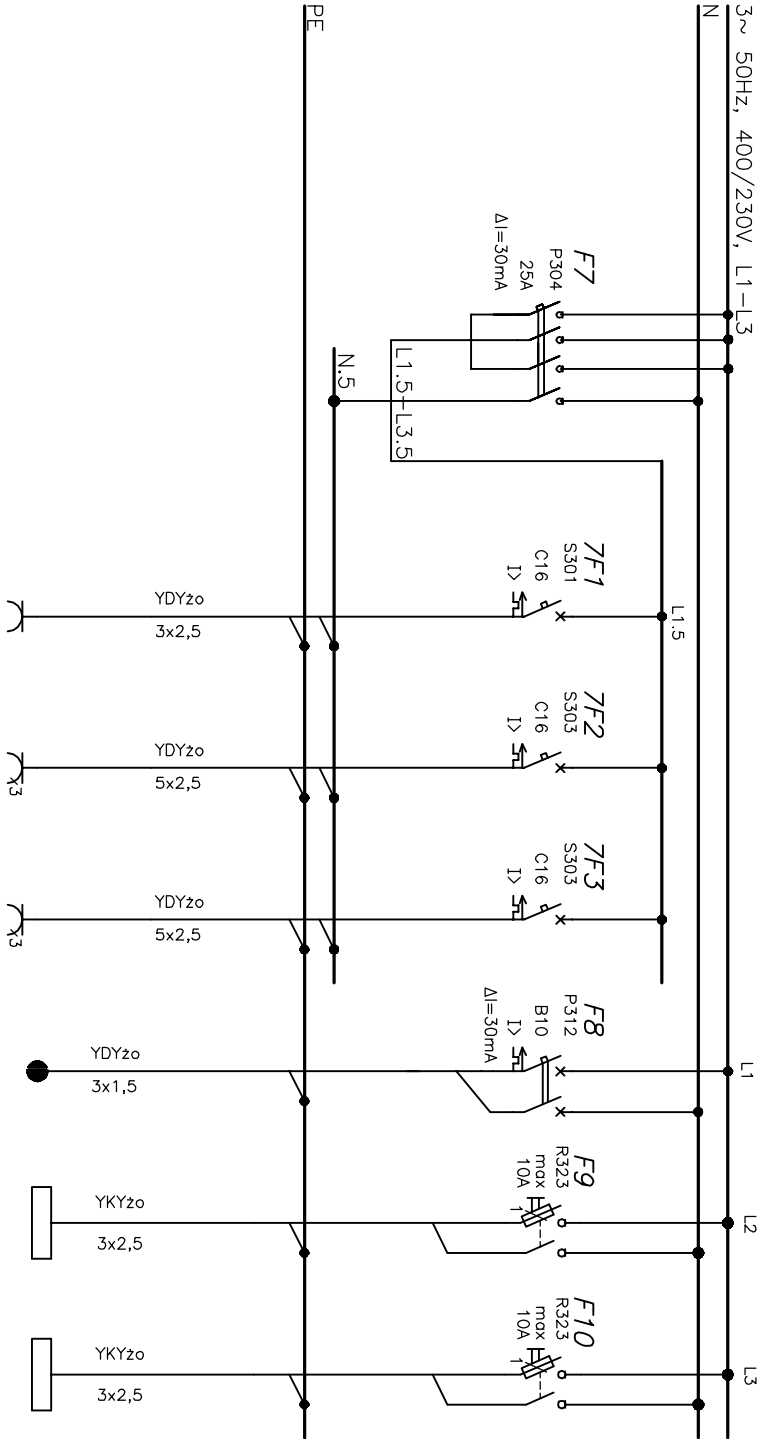 3~ 50Hz, 400/230V, L1-L3
N
PE
F7
P304
25A
ΔI=30mA
L1.5-L3.5
N.5
L1.5
7F1
S301
C16
I>
YDYżo
3x2,5
7F2
S303
C16
I>
YDYżo
5x2,5
x3
7F3
S303
C16
I>
YDYżo
5x2,5
x3
L1
F8
P312
B10
I>
ΔI=30mA
YDYżo
3x1,5
L2
F9
R323
max
10A
1
YKYżo
3x2,5
L3
F10
R323
max
10A
1
YKYżo
3x2,5